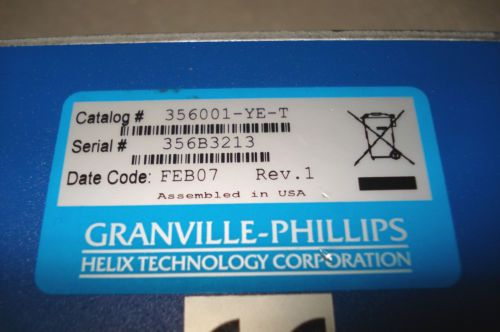 Catalog # 356001-YE-T
Serial # 356B3213
Date Code: FEB07 Rev.1
Assembled in USA
GRANVILLE-PHILLIPS
HELIX TECHNOLOGY CORPORATION